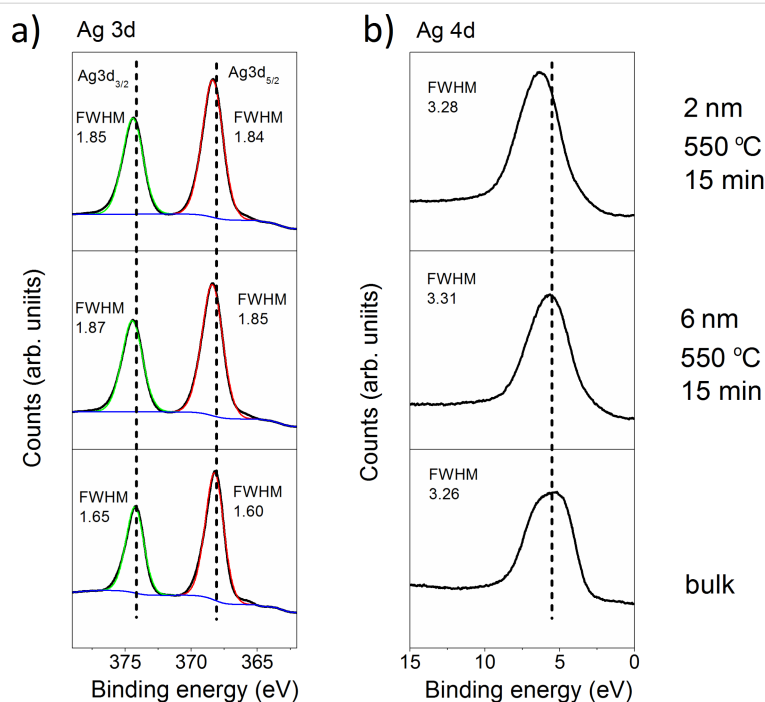 a) Ag 3d
b) Ag 4d
Ag3d3/2
Ag3d5/2
FWHM
1.85
FWHM
1.84
FWHM
3.28
2 nm
550 ºC
15 min
FWHM
1.87
FWHM
1.85
FWHM
3.31
6 nm
550 ºC
15 min
FWHM
1.65
FWHM
1.60
FWHM
3.26
bulk
Counts (arb. uniits)
Counts (arb. units)
375 370 365
15 10 5 0
Binding energy (eV)
Binding energy (eV)